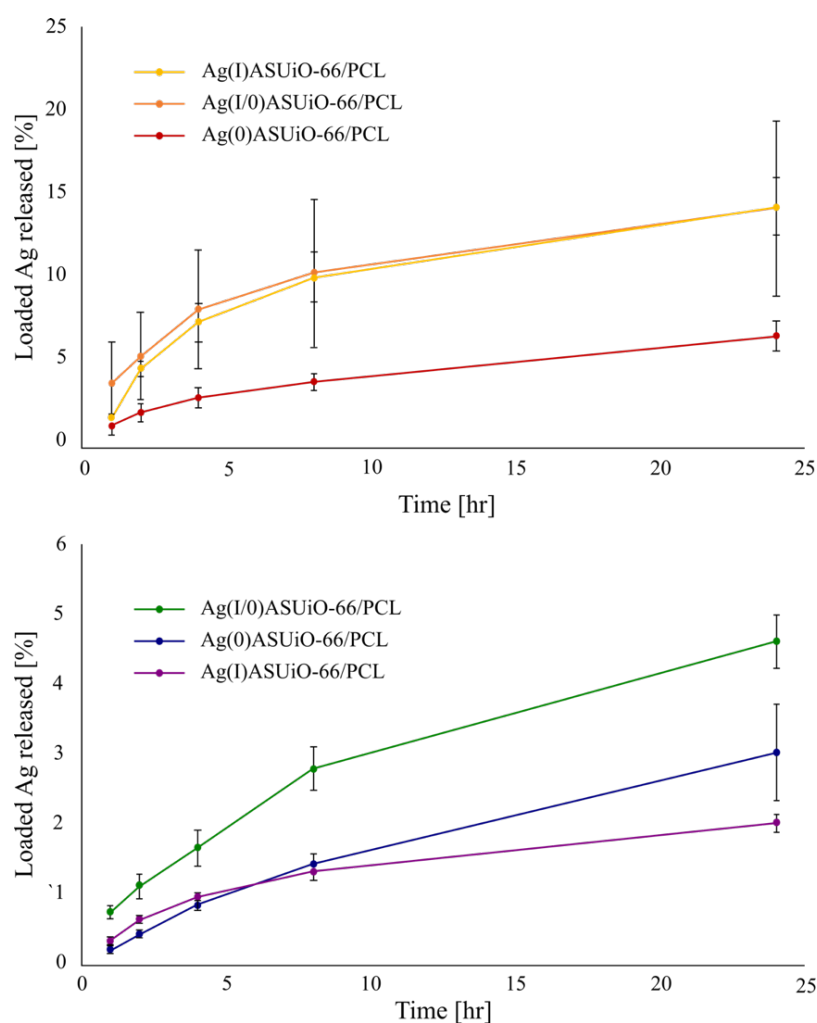 25
20
15
10
5
0
Loaded Ag released [%]
Ag(I)ASUiO-66/PCL
Ag(I/0)ASUiO-66/PCL
Ag(0)ASUiO-66/PCL
0 5 10 15 20 25
Time [hr]
6
5
4
3
2
`1
0
Loaded Ag released [%]
Ag(I/0)ASUiO-66/PCL
Ag(0)ASUiO-66/PCL
Ag(I)ASUiO-66/PCL
0 5 10 15 20 25
Time [hr]